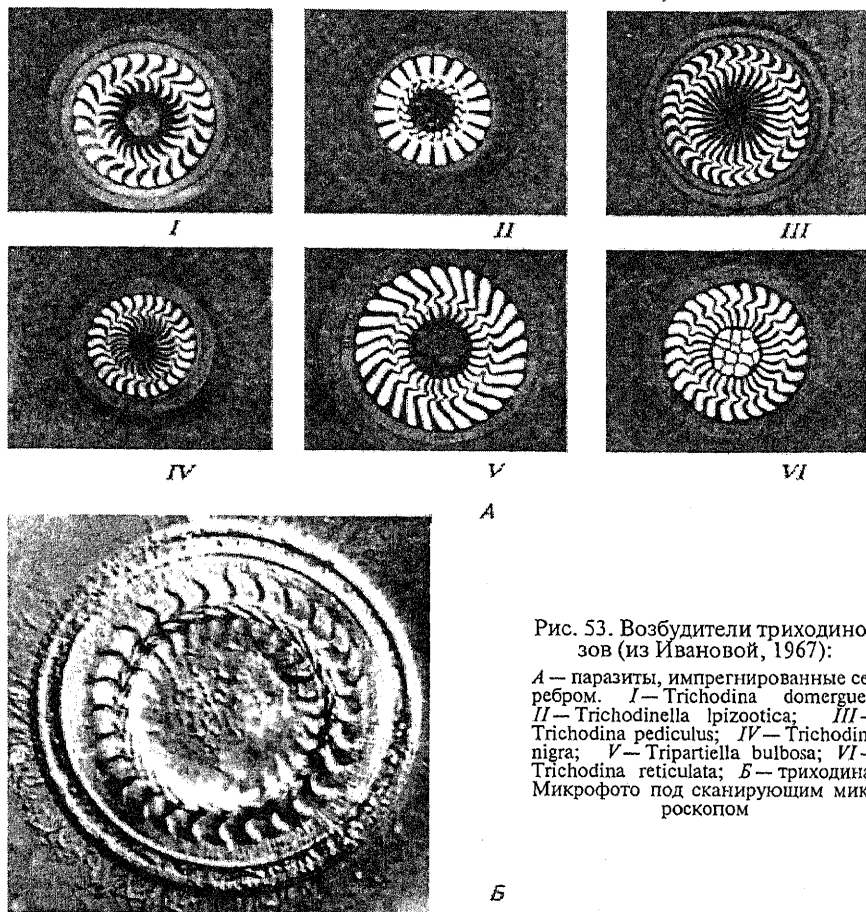 I
II
III
IV
V
VI
А
Рис. 53. Возбудители триходино
зов (из Ивановой, 1967):
А — паразиты, импрегнированные се
ребром. I — Trichodina domergue
II — Trichodinella lpizootica; III —
Trichodina pediculus; IV — Trichodin
nigra; V — Tripartiella bulbosa; VI —
Trichodina reticulata; Б — триходина
Микрофото под сканирующим мик
роскопом
Б